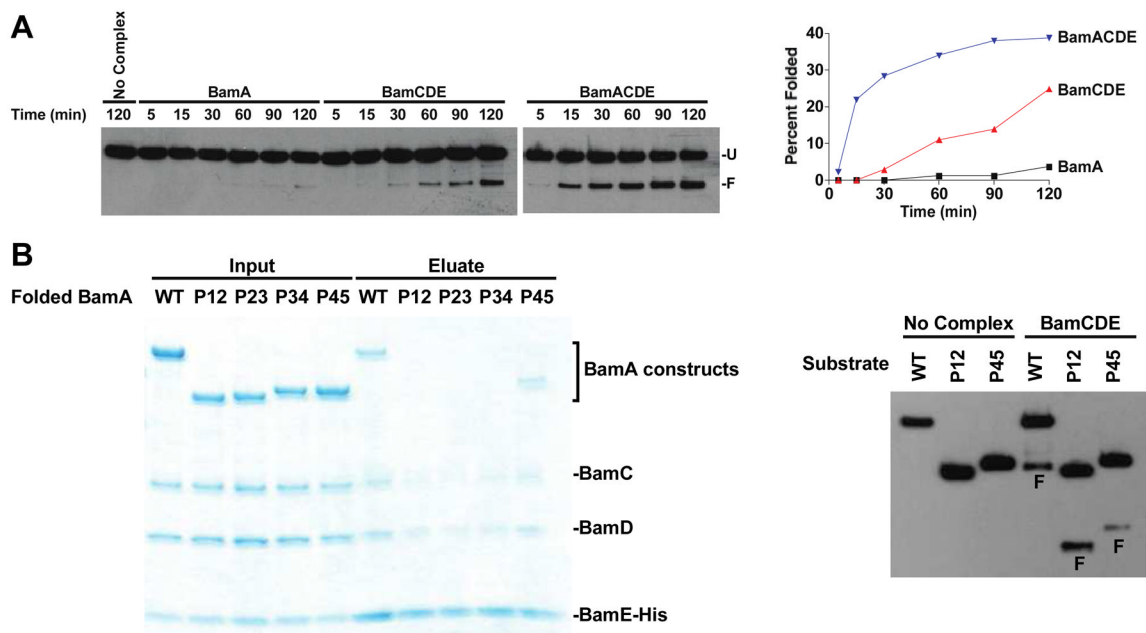 A
No Complex
BamA BamCDE BamACDE
Time (min) 120 5 15 30 60 90 120 5 15 30 60 90 120 5 15 30 60 90 120
-U
-F
Percent Folded
40
30
20
10
0
0 30 60 90 120
Time (min)
BamACDE
BamCDE
BamA
B
Input Eluate
Folded BamA WT P12 P23 P34 P45 WT P12 P23 P34 P45
BamA constructs
-BamC
-BamD
-BamE-His
No Complex BamCDE
Substrate WT P12 P45 WT P12 P45
F
F
F